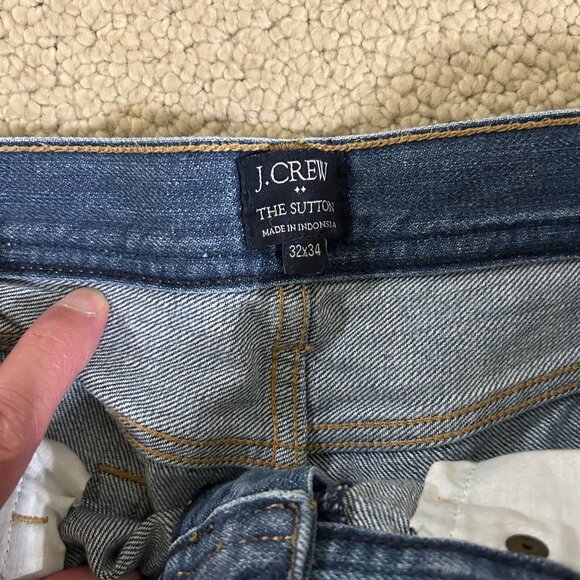 J.CREW
THE SUTTON
MADE IN INDONSIA
32x34